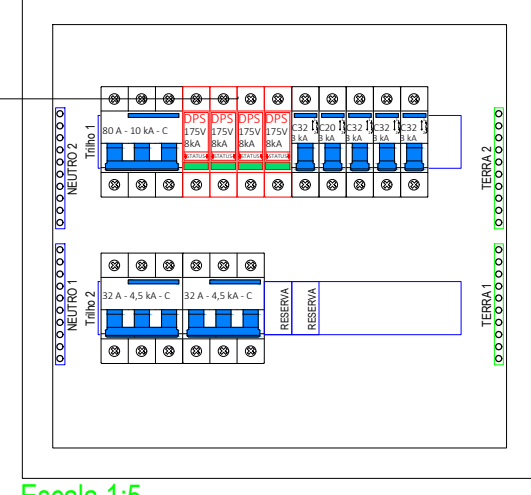 NEUTRO 2
Trilho 1
80 A - 10 kA - C
DPS
175V
8kA
STATUS
DPS
175V
8kA
STATUS
DPS
175V
8kA
STATUS
DPS
175V
8kA
STATUS
C32
3 kA
C20
3 kA
C32
3 kA
C32
3 kA
C32
3 kA
TERRA 2
NEUTRO 1
Trilho 2
32 A - 4,5 kA - C
32 A - 4,5 kA - C
RESERVA
RESERVA
TERRA 1
Escala 1:5